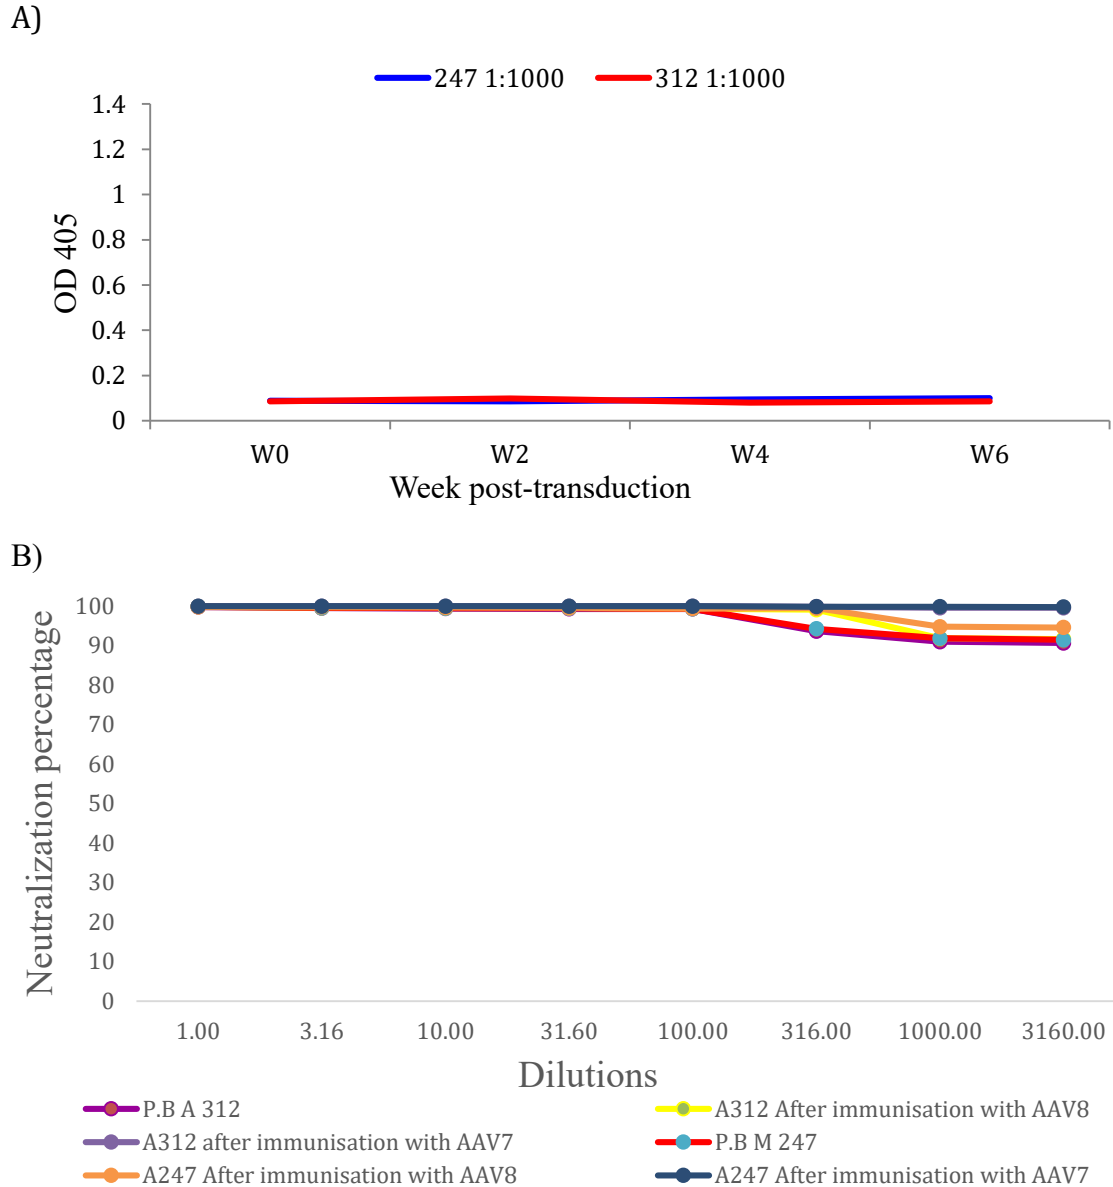 A)
247 1:1000 312 1:1000
1.4
1.2
1
0.8
0.6
0.4
0.2
0
OD 405
W0 W2 W4 W6
Week post-transduction
B)
100
90
80
70
60
50
40
30
20
10
0
Neutralization percentage
1.00 3.16 10.00 31.60 100.00 316.00 1000.00 3160.00
Dilutions
P.B A 312 A312 After immunisation with AAV8
A312 after immunisation with AAV7 P.B M 247
A247 After immunisation with AAV8 A247 After immunisation with AAV7